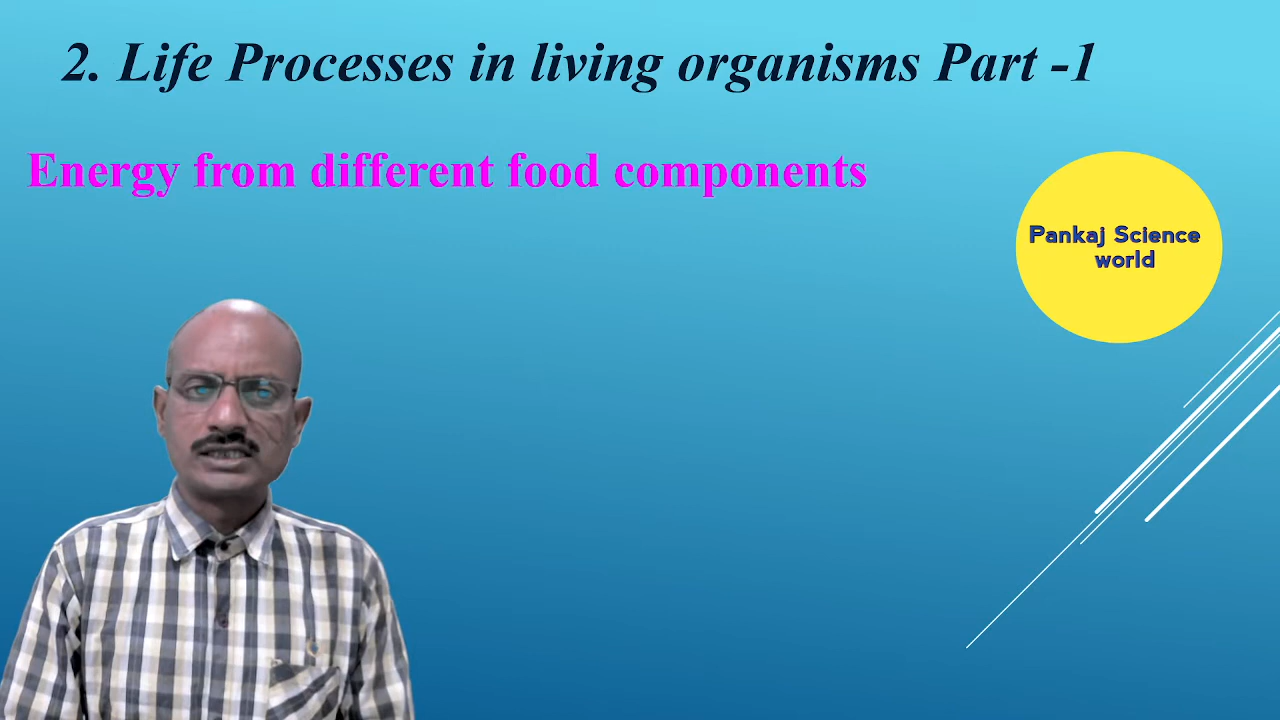 2. Life Processes in living organisms Part -1
Energy from different food components
Pankaj Science
world